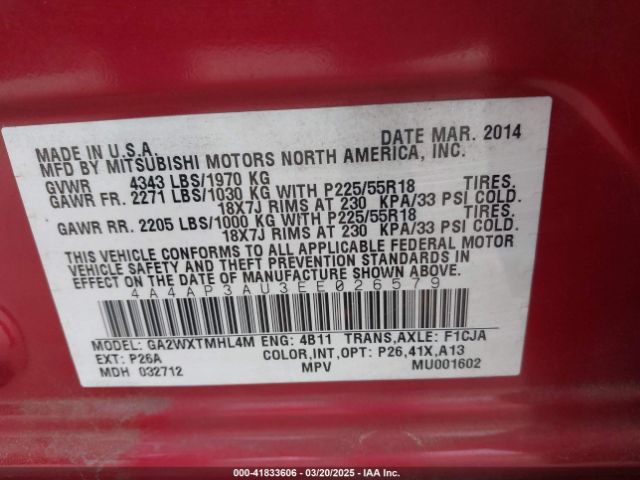 MADE IN U.S.A. DATE MAR. 2014
MFD BY MITSUBISHI MOTORS NORTH AMERICA, INC.
GVWR 4343 LBS/1970 KG
GAWR FR. 2271 LBS/1030 KG WITH P225/55R18 TIRES.
18X7J RIMS AT 230 KPA/33 PSI COLD.
GAWR RR. 2205 LBS/1000 KG WITH P225/55R18 TIRES.
18X7J RIMS AT 230 KPA/33 PSI COLD.
THIS VEHICLE CONFORMS TO ALL APPLICABLE FEDERAL MOTOR
VEHICLE SAFETY AND THEFT PREVENTION STANDARDS IN
EFFECT ON THE DATE OF MANUFACTURE SHOWN ABOVE.
4A4AP3AU3EE026579
MODEL: GA2WXTMHL4M ENG: 4B11 TRANS,AXLE: F1CJA
EXT: P26A COLOR,INT,OPT: P26,41X,A13
MDH 032712 MPV MU001602
000-41833606 / 03/20/2025 — IAA Inc.